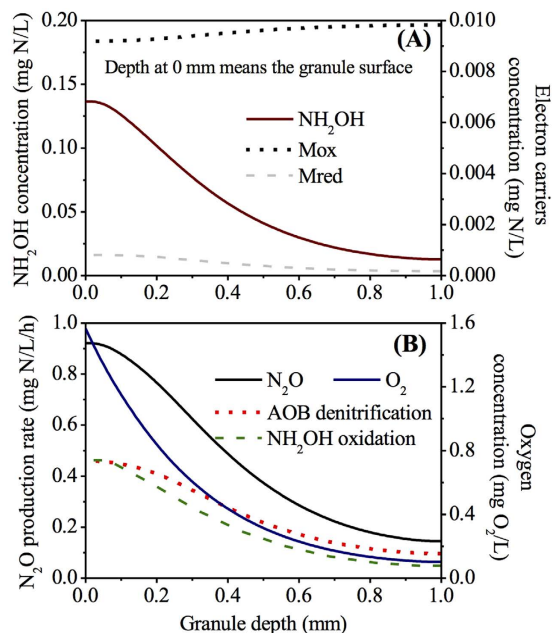 (A)
Depth at 0 mm means the granule surface
NH2OH
Mox
Mred
NH2OH concentration (mg N/L)
0.20
0.15
0.10
0.05
0.00
Electron carriers
concentration (mg N/L)
0.010
0.008
0.006
0.004
0.002
0.000
0.0 0.2 0.4 0.6 0.8 1.0
(B)
N2O O2
AOB denitrification
NH2OH oxidation
N2O production rate (mg N/L/h)
1.0
0.8
0.6
0.4
0.2
0.0
Oxygen
concentration (mg O2/L)
1.6
1.2
0.8
0.4
0.0
0.0 0.2 0.4 0.6 0.8 1.0
Granule depth (mm)